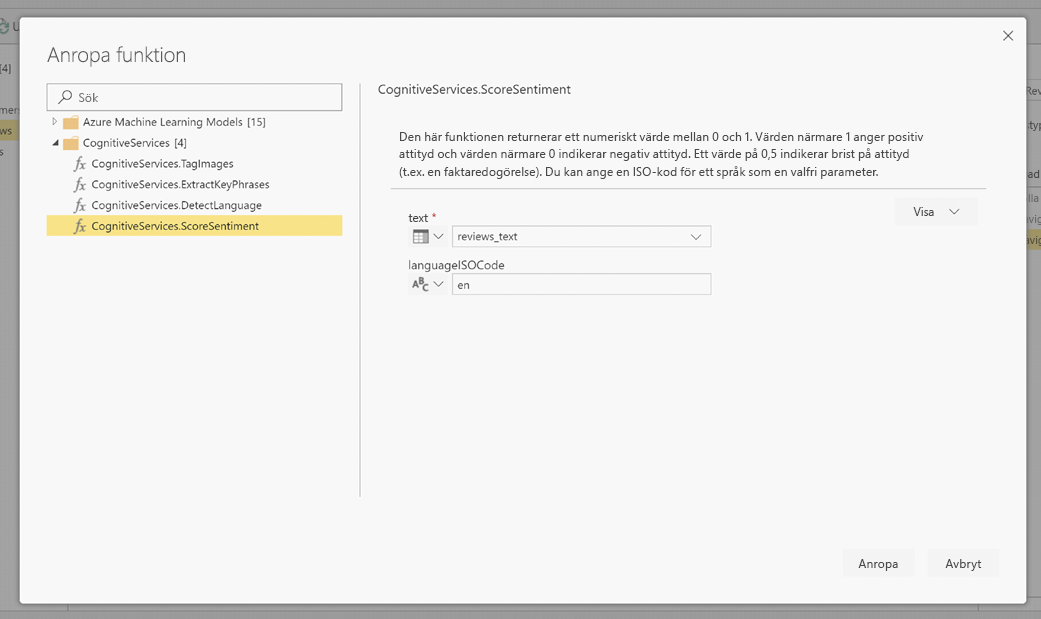 Anropa funktion
Sök
Azure Machine Learning Models [15]
CognitiveServices [4]
CognitiveServices.TagImages
CognitiveServices.ExtractKeyPhrases
CognitiveServices.DetectLanguage
CognitiveServices.ScoreSentiment
CognitiveServices.ScoreSentiment
Den här funktionen returnerar ett numeriskt värde mellan 0 och 1. Värden närmare 1 anger positiv
attityd och värden närmare 0 indikerar negativ attityd. Ett värde på 0,5 indikerar brist på attityd
(t.ex. en faktaredogörelse). Du kan ange en ISO-kod för ett språk som en valfri parameter.
Visa
text *
reviews_text
languageISOCode
ABC
en
Anropa
Avbryt
[4]